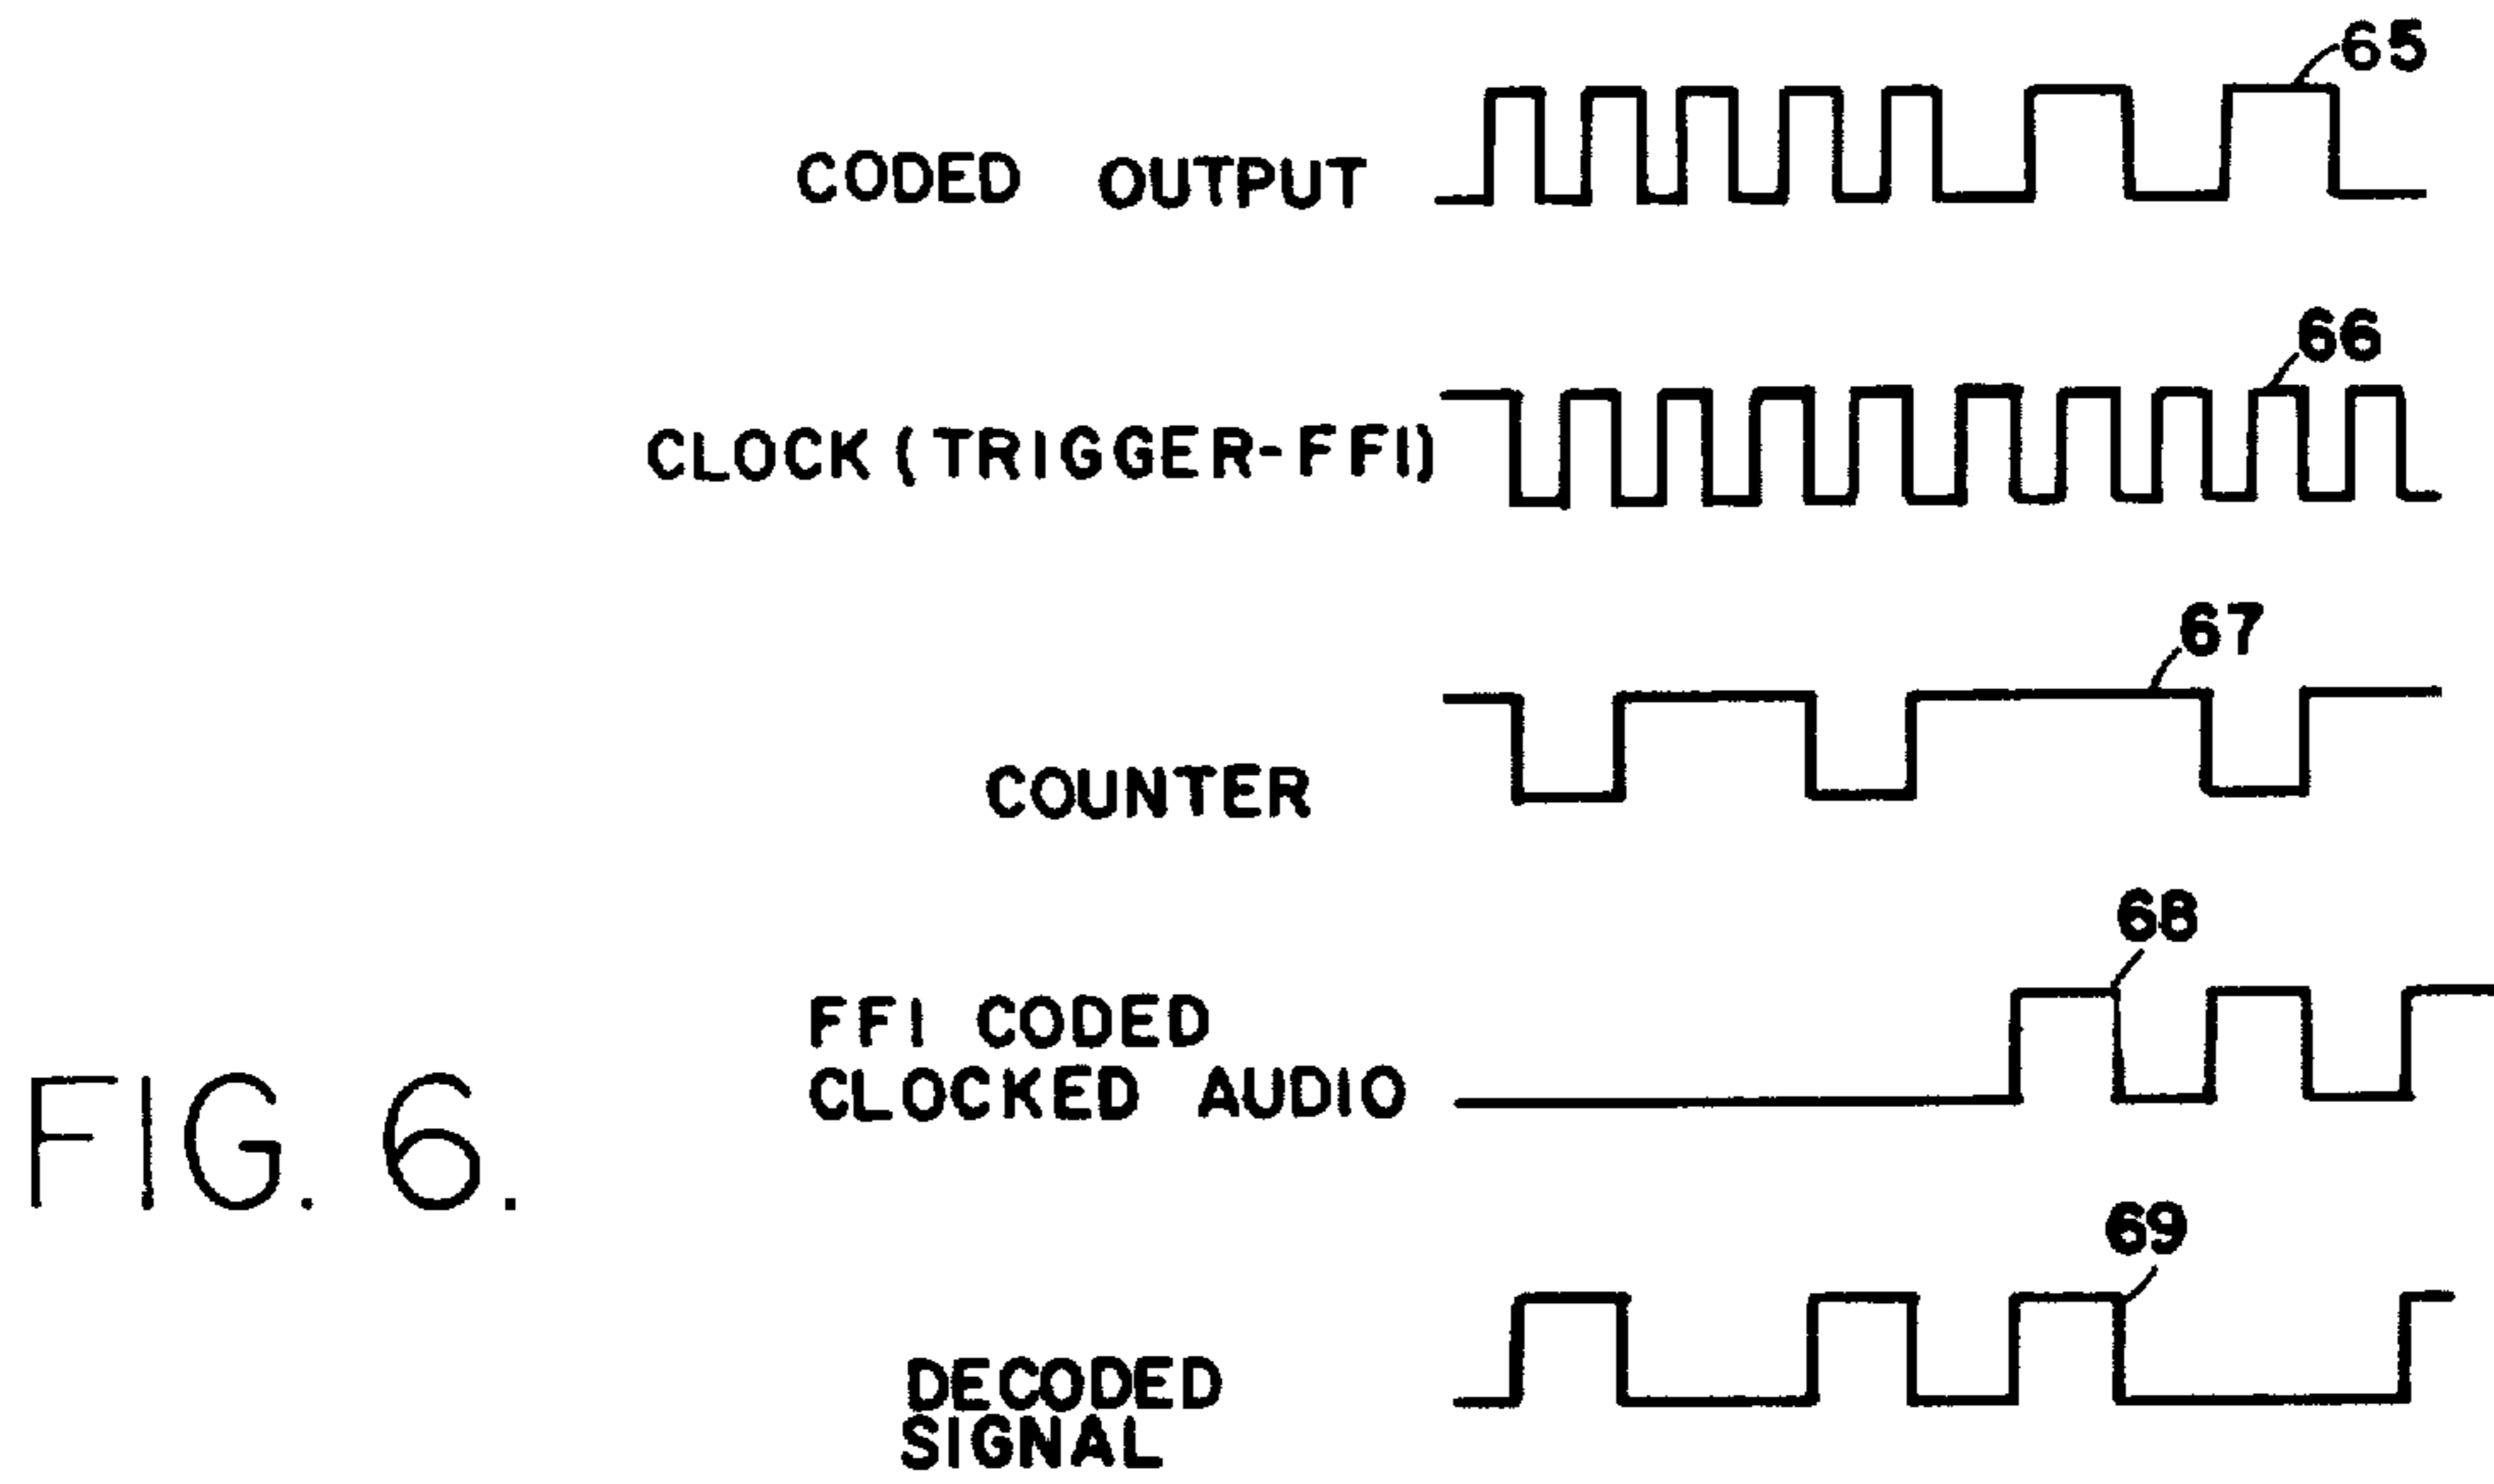 65
CODED OUTPUT
66
CLOCK (TRIGGER-FFI)
67
COUNTER
68
FFI CODED
CLOCKED AUDIO
FIG. 6.
69
DECODED
SIGNAL